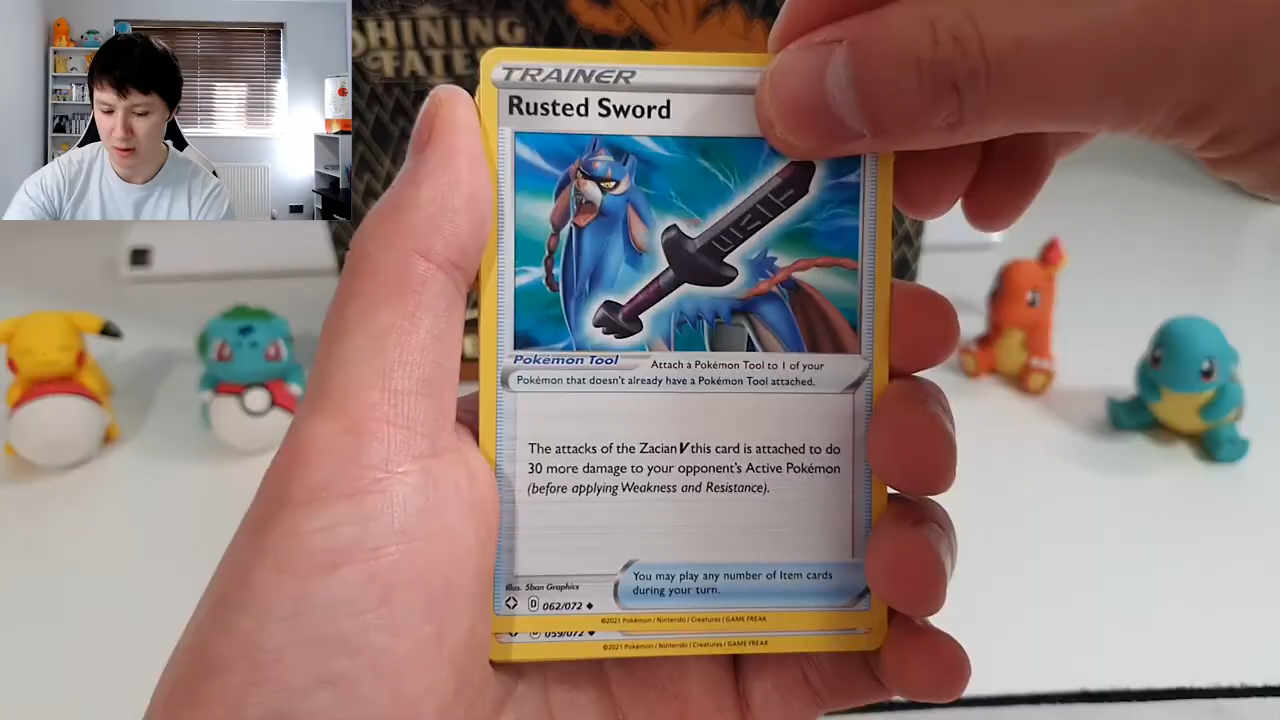 SHINING
FATES
TRAINER
Rusted Sword
Pokémon Tool
Attach a Pokémon Tool to 1 of your
Pokémon that doesn't already have a Pokémon Tool attached.
The attacks of the Zacian V this card is attached to do
30 more damage to your opponent's Active Pokémon
(before applying Weakness and Resistance).
You may play any number of Item cards
during your turn.
Illus. 5ban Graphics
D 062/072
©2021 Pokémon / Nintendo / Creatures / GAME FREAK
D 059/072
©2021 Pokémon / Nintendo / Creatures / GAME FREAK